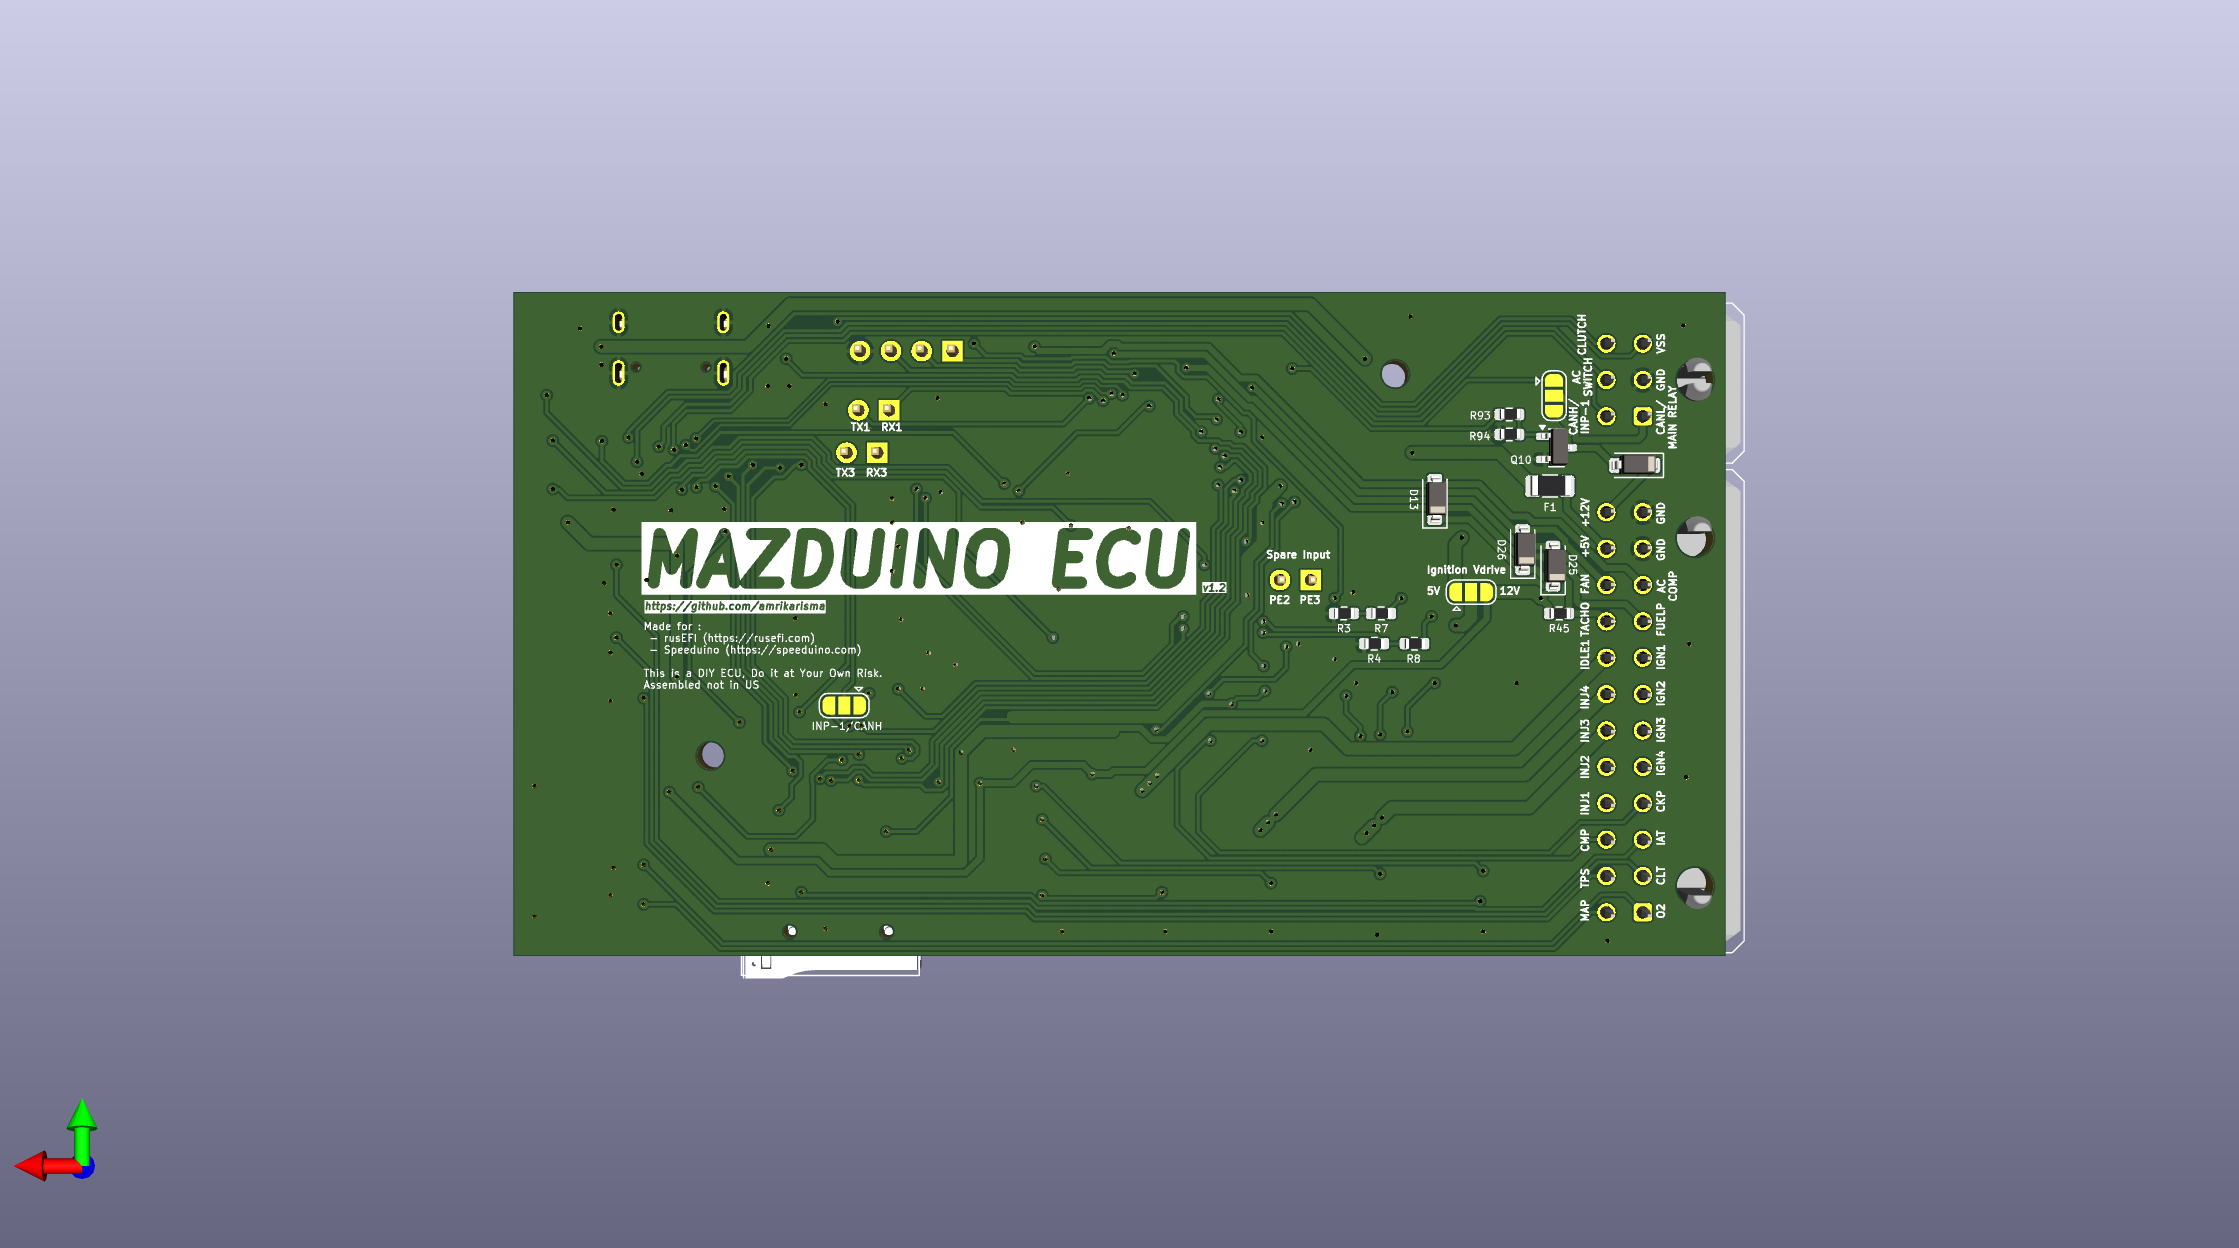 TX1 RX1
TX3 RX3
MAZDUINO ECU
v1.2
https://github.com/amrikarisma
Made for :
- rusEFI (https://rusefi.com)
- Speeduino (https://speeduino.com)
This is a DIY ECU, Do it at Your Own Risk.
Assembled not in US
INP-1/CANH
Spare Input
PE2 PE3
R3 R7
R4 R8
Ignition Vdrive
5V 12V
R93
R94
Q10
F1
D13
D26
D25
R45
CLUTCH
VSS
AC
SWITCH
GND
CANH/
INP-1
CANL/
MAIN RELAY
+12V
GND
+5V
GND
FAN
AC
COMP
TACHO
FUELP
IDLE1
IGN1
INJ4
IGN2
INJ3
IGN3
INJ2
IGN4
INJ1
CKP
CMP
IAT
TPS
CLT
MAP
O2